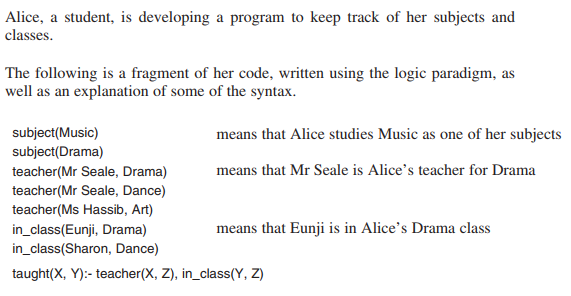 Alice, a student, is developing a program to keep track of her subjects and
classes.
The following is a fragment of her code, written using the logic paradigm, as
well as an explanation of some of the syntax.
subject(Music) means that Alice studies Music as one of her subjects
subject(Drama)
teacher(Mr Seale, Drama) means that Mr Seale is Alice’s teacher for Drama
teacher(Mr Seale, Dance)
teacher(Ms Hassib, Art)
in_class(Eunji, Drama) means that Eunji is in Alice’s Drama class
in_class(Sharon, Dance)
taught(X, Y):- teacher(X, Z), in_class(Y, Z)